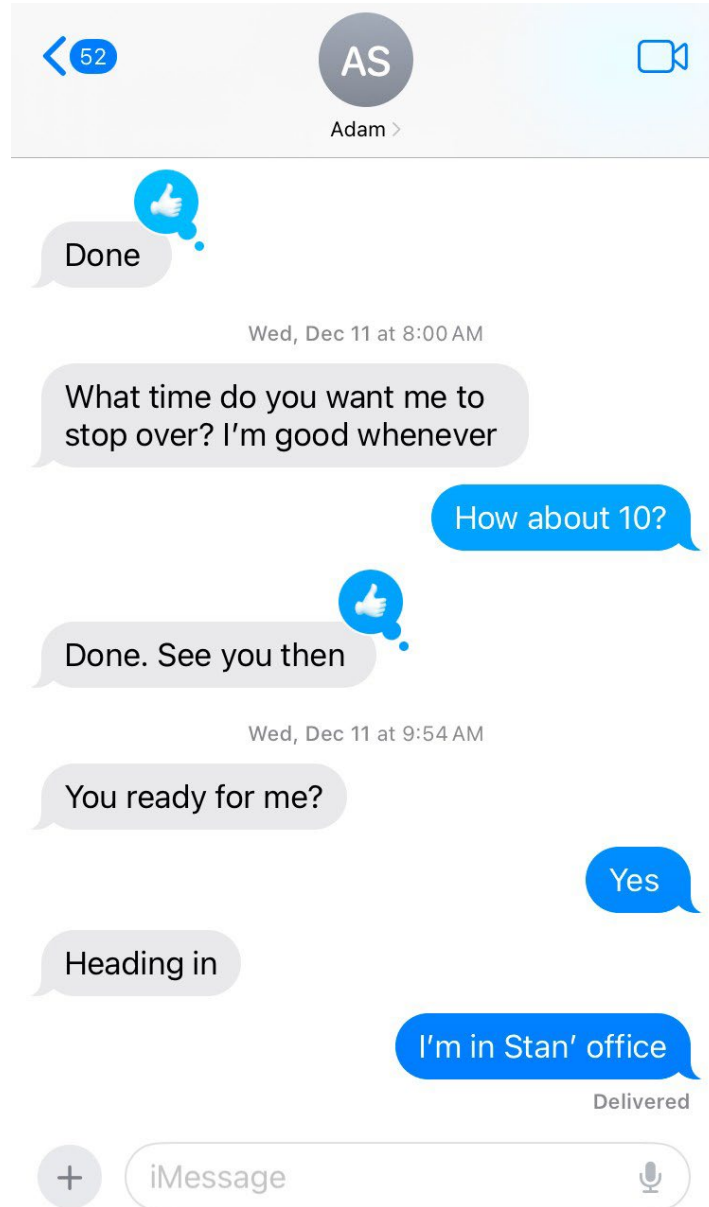 52
AS
Adam
Done
Wed, Dec 11 at 8:00 AM
What time do you want me to
stop over? I’m good whenever
How about 10?
Done. See you then
Wed, Dec 11 at 9:54 AM
You ready for me?
Yes
Heading in
I’m in Stan’ office
Delivered
iMessage